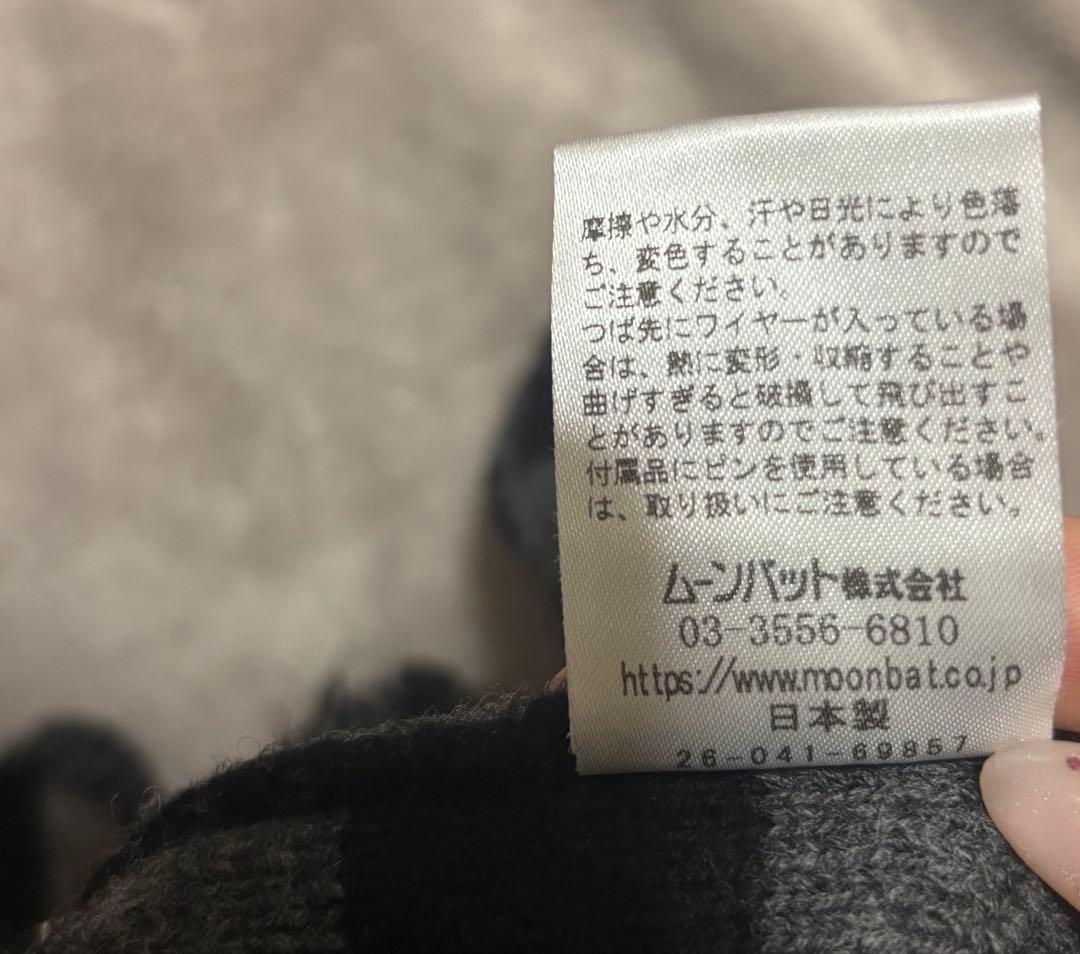 摩擦や水分、汗や日光により色落
ち、変色することがありますので
ご注意ください。
つば先にワイヤーが入っている場
合は、熱に変形・収縮することや
曲げすぎると破損して飛び出すこ
とがありますのでご注意ください。
付属品にピンを使用している場合
は、取り扱いにご注意ください。
ムーンバット株式会社
03-3556-6810
https://www.moonbat.co.jp
日本製
26-041-69857